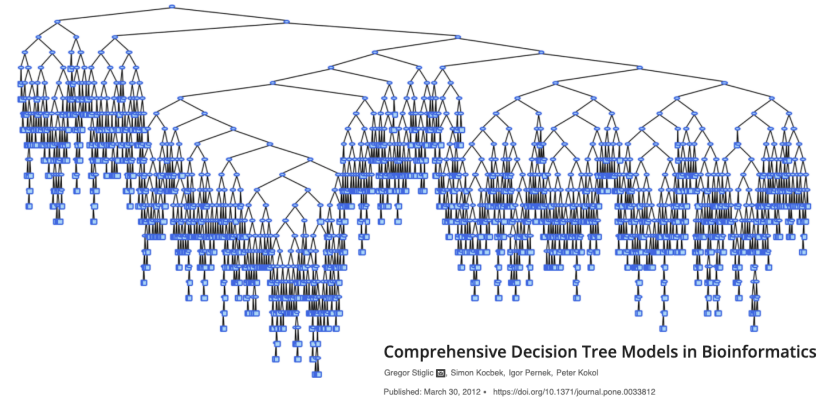 Comprehensive Decision Tree Models in Bioinformatics
Gregor Stiglic, Simon Kocbek, Igor Pernek, Peter Kokol
Published: March 30, 2012 • https://doi.org/10.1371/journal.pone.0033812